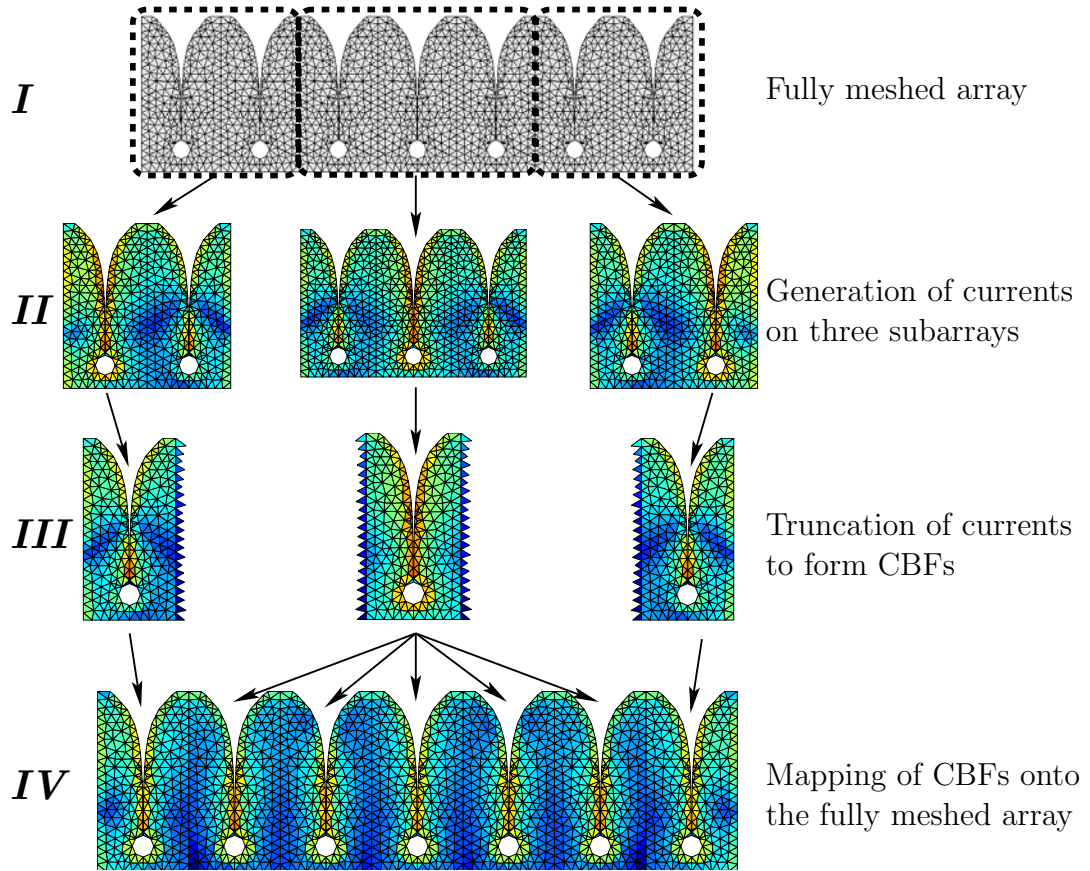 I
Fully meshed array
II
Generation of currents
on three subarrays
III
Truncation of currents
to form CBFs
IV
Mapping of CBFs onto
the fully meshed array